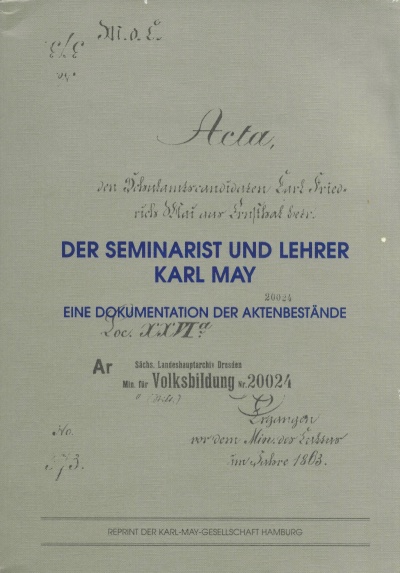 M. d. C.
Acta,
den Schulamtscandidaten Carl Fried-
rich Mai aus Ernstthal betr.
DER SEMINARIST UND LEHRER
KARL MAY
20024
EINE DOKUMENTATION DER AKTENBESTÄNDE
Loc. XXVIa
Ar Sächs. Landeshauptarchiv Dresden
Min. für Volksbildung Nr. 20024
Ergangen
No. vor dem Min. des Cultus
im Jahre 1863.
REPRINT DER KARL-MAY-GESELLSCHAFT HAMBURG